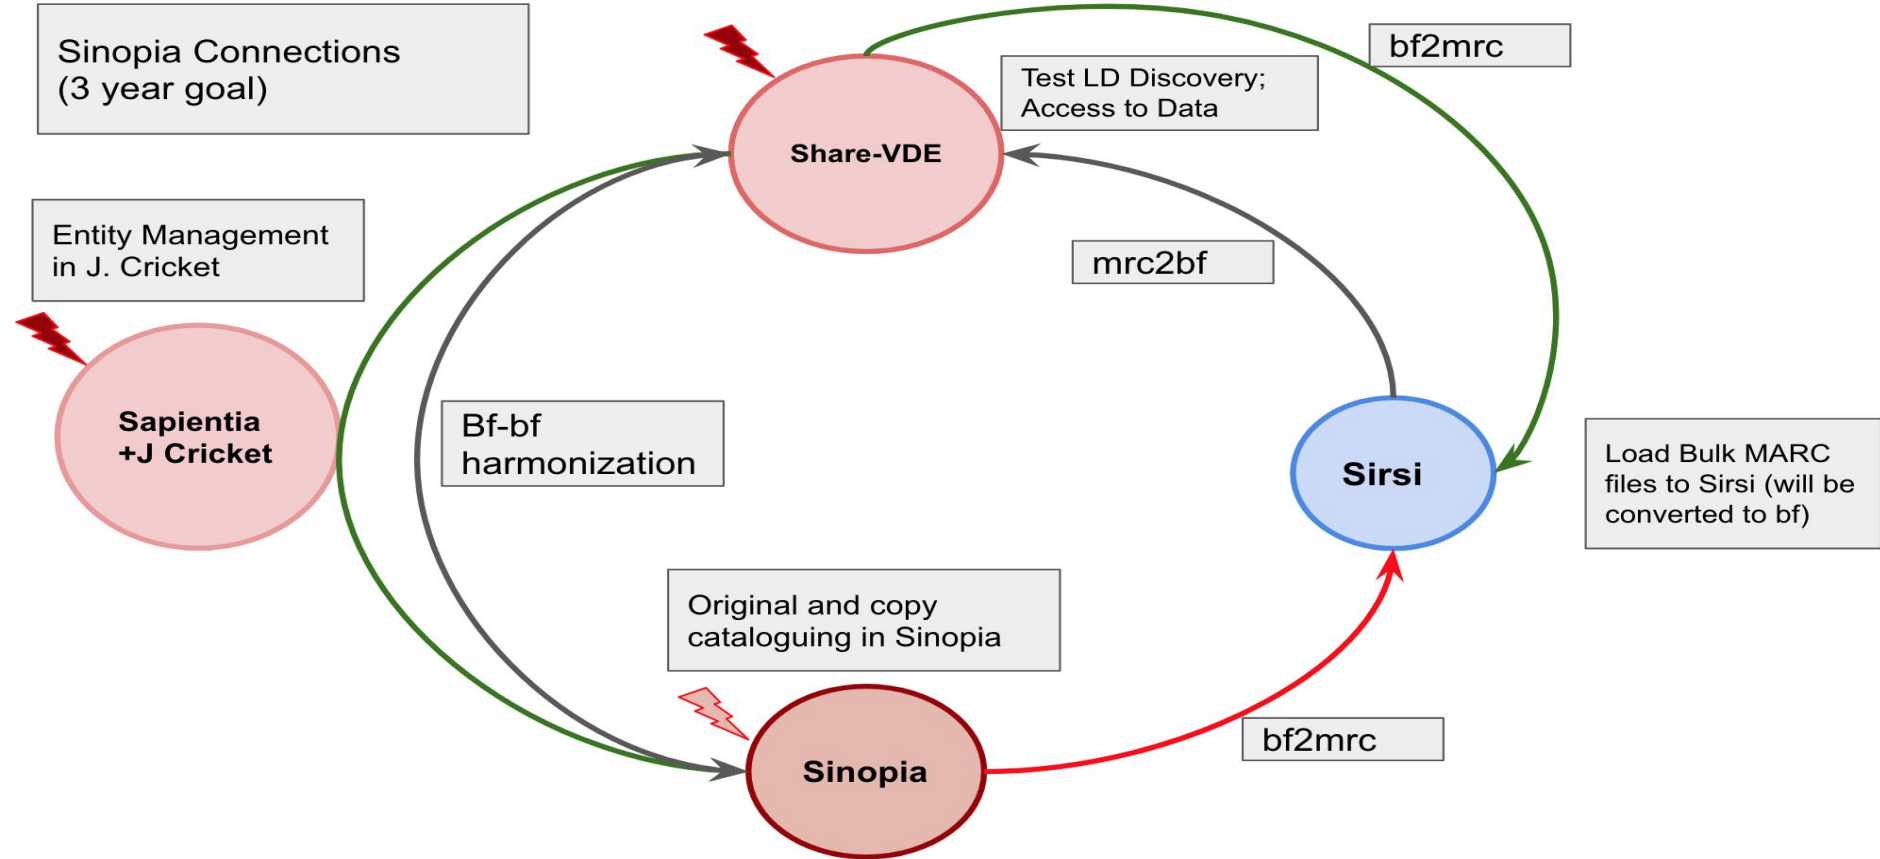 Sinopia Connections
(3 year goal)
bf2mrc
Test LD Discovery;
Access to Data
Share-VDE
Entity Management
in J. Cricket
mrc2bf
Sapientia
+J Cricket
Bf-bf
harmonization
Sirsi
Load Bulk MARC
files to Sirsi (will be
converted to bf)
Original and copy
cataloguing in Sinopia
bf2mrc
Sinopia